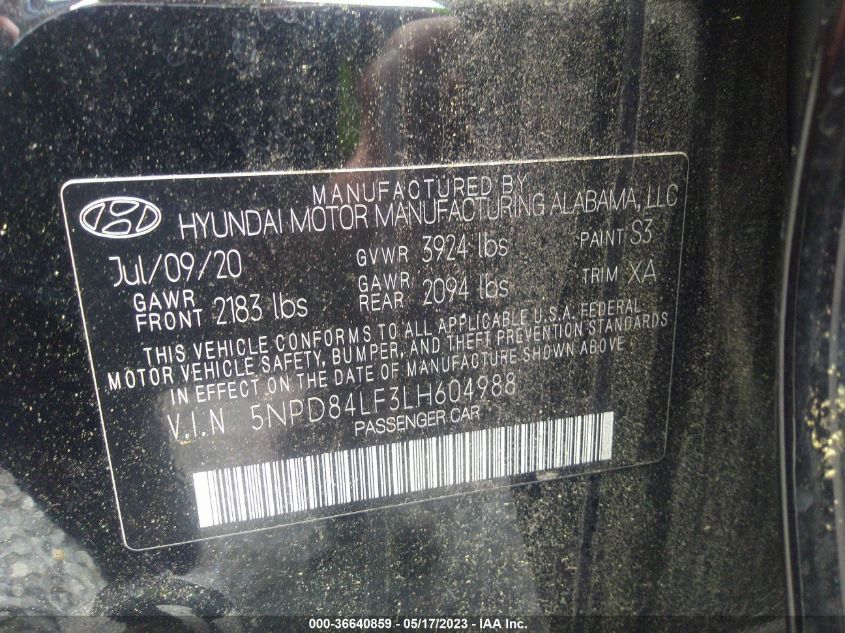 MANUFACTURED BY
HYUNDAI MOTOR MANUFACTURING ALABAMA, LLC
Jul/09/20 GVWR 3924 lbs PAINT S3
GAWR FRONT 2183 lbs GAWR REAR 2094 lbs TRIM XA
THIS VEHICLE CONFORMS TO ALL APPLICABLE U.S.A. FEDERAL
MOTOR VEHICLE SAFETY, BUMPER, AND THEFT PREVENTION STANDARDS
IN EFFECT ON THE DATE OF MANUFACTURE SHOWN ABOVE
V.I.N 5NPD84LF3LH604988
PASSENGER CAR
000-36640859 — 05/17/2023 — IAA Inc.